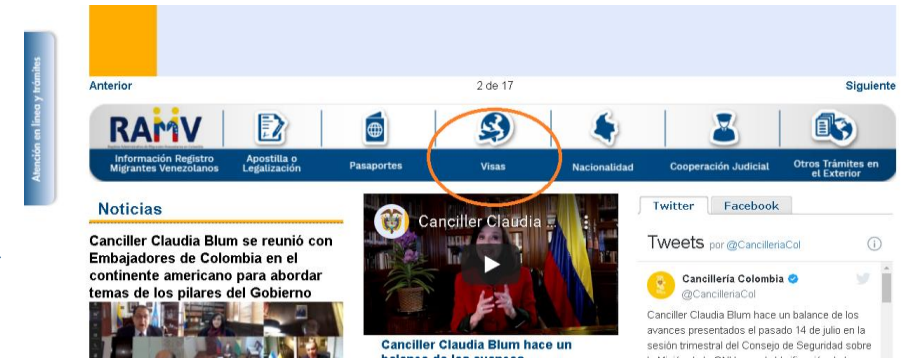 Atención en línea y trámites
Anterior
2 de 17
Siguiente
RAMV
Información Registro
Migrantes Venezolanos
Apostilla o
Legalización
Pasaportes
Visas
Nacionalidad
Cooperación Judicial
Otros Trámites en
el Exterior
Noticias
Canciller Claudia Blum se reunió con
Embajadores de Colombia en el
continente americano para abordar
temas de los pilares del Gobierno
Canciller Claudia
Canciller Claudia Blum hace un
balance de los avances
Twitter
Facebook
Tweets por @CancilleriaCol
Cancillería Colombia
@CancilleriaCol
Canciller Claudia Blum hace un balance de los
avances presentados el pasado 14 de julio en la
sesión trimestral del Consejo de Seguridad sobre